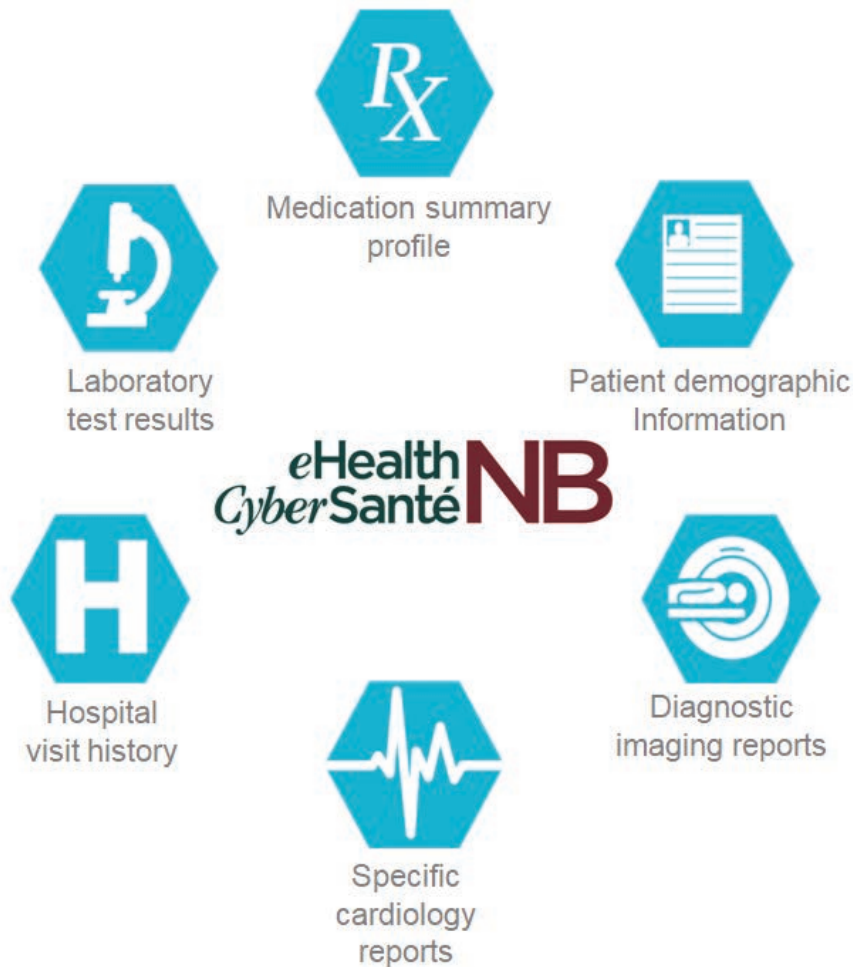 Rx
Medication summary
profile
Laboratory
test results
Patient demographic
Information
eHealth
CyberSanté
NB
H
Hospital
visit history
Diagnostic
imaging reports
Specific
cardiology
reports